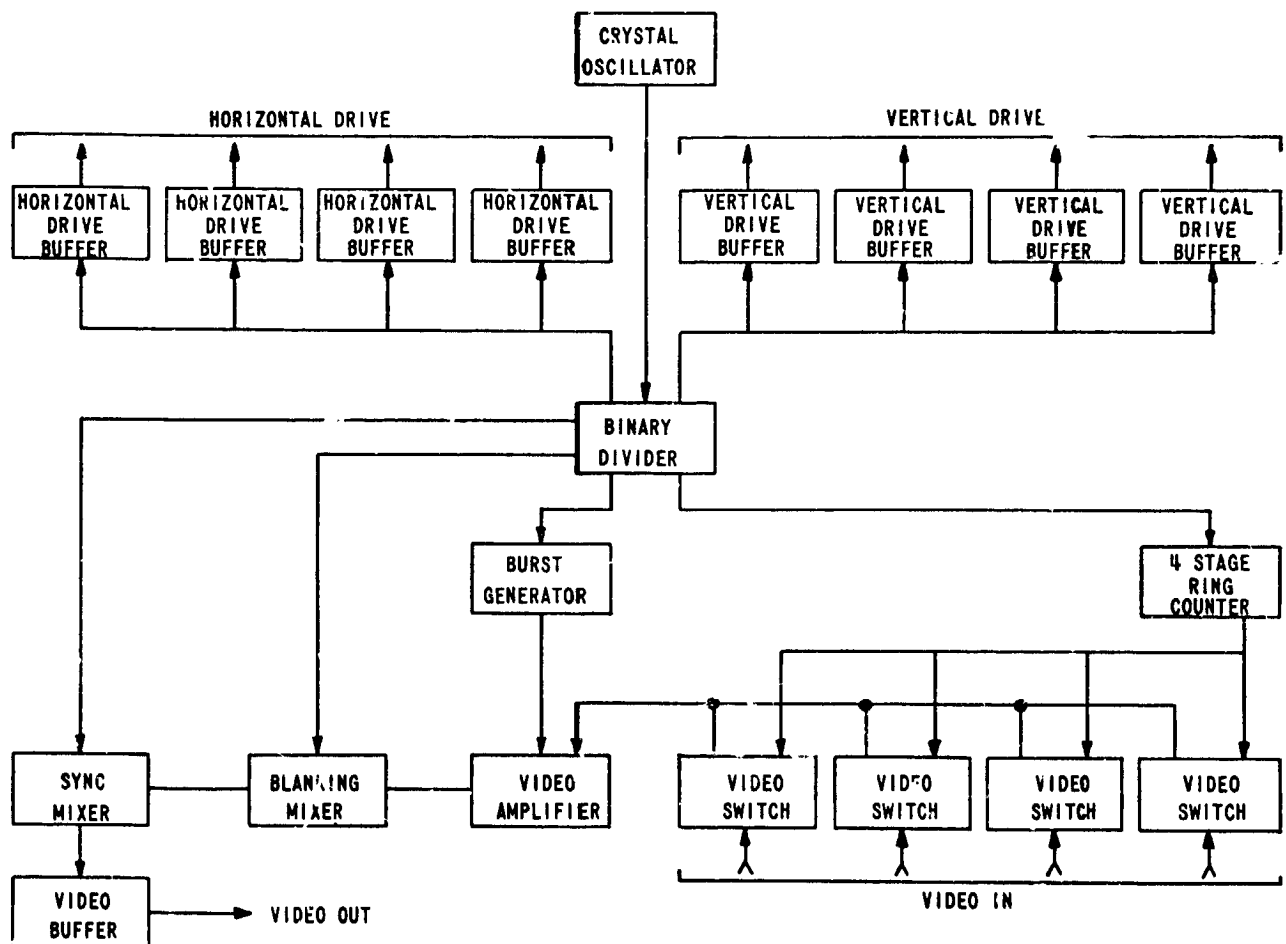 CRYSTAL
OSCILLATOR
HORIZONTAL DRIVE
VERTICAL DRIVE
HORIZONTAL
DRIVE
BUFFER
HORIZONTAL
DRIVE
BUFFER
HORIZONTAL
DRIVE
BUFFER
HORIZONTAL
DRIVE
BUFFER
VERTICAL
DRIVE
BUFFER
VERTICAL
DRIVE
BUFFER
VERTICAL
DRIVE
BUFFER
VERTICAL
DRIVE
BUFFER
BINARY
DIVIDER
BURST
GENERATOR
4 STAGE
RING
COUNTER
SYNC
MIXER
BLANKING
MIXER
VIDEO
AMPLIFIER
VIDEO
SWITCH
VIDEO
SWITCH
VIDEO
SWITCH
VIDEO
SWITCH
VIDEO
BUFFER
VIDEO OUT
VIDEO IN